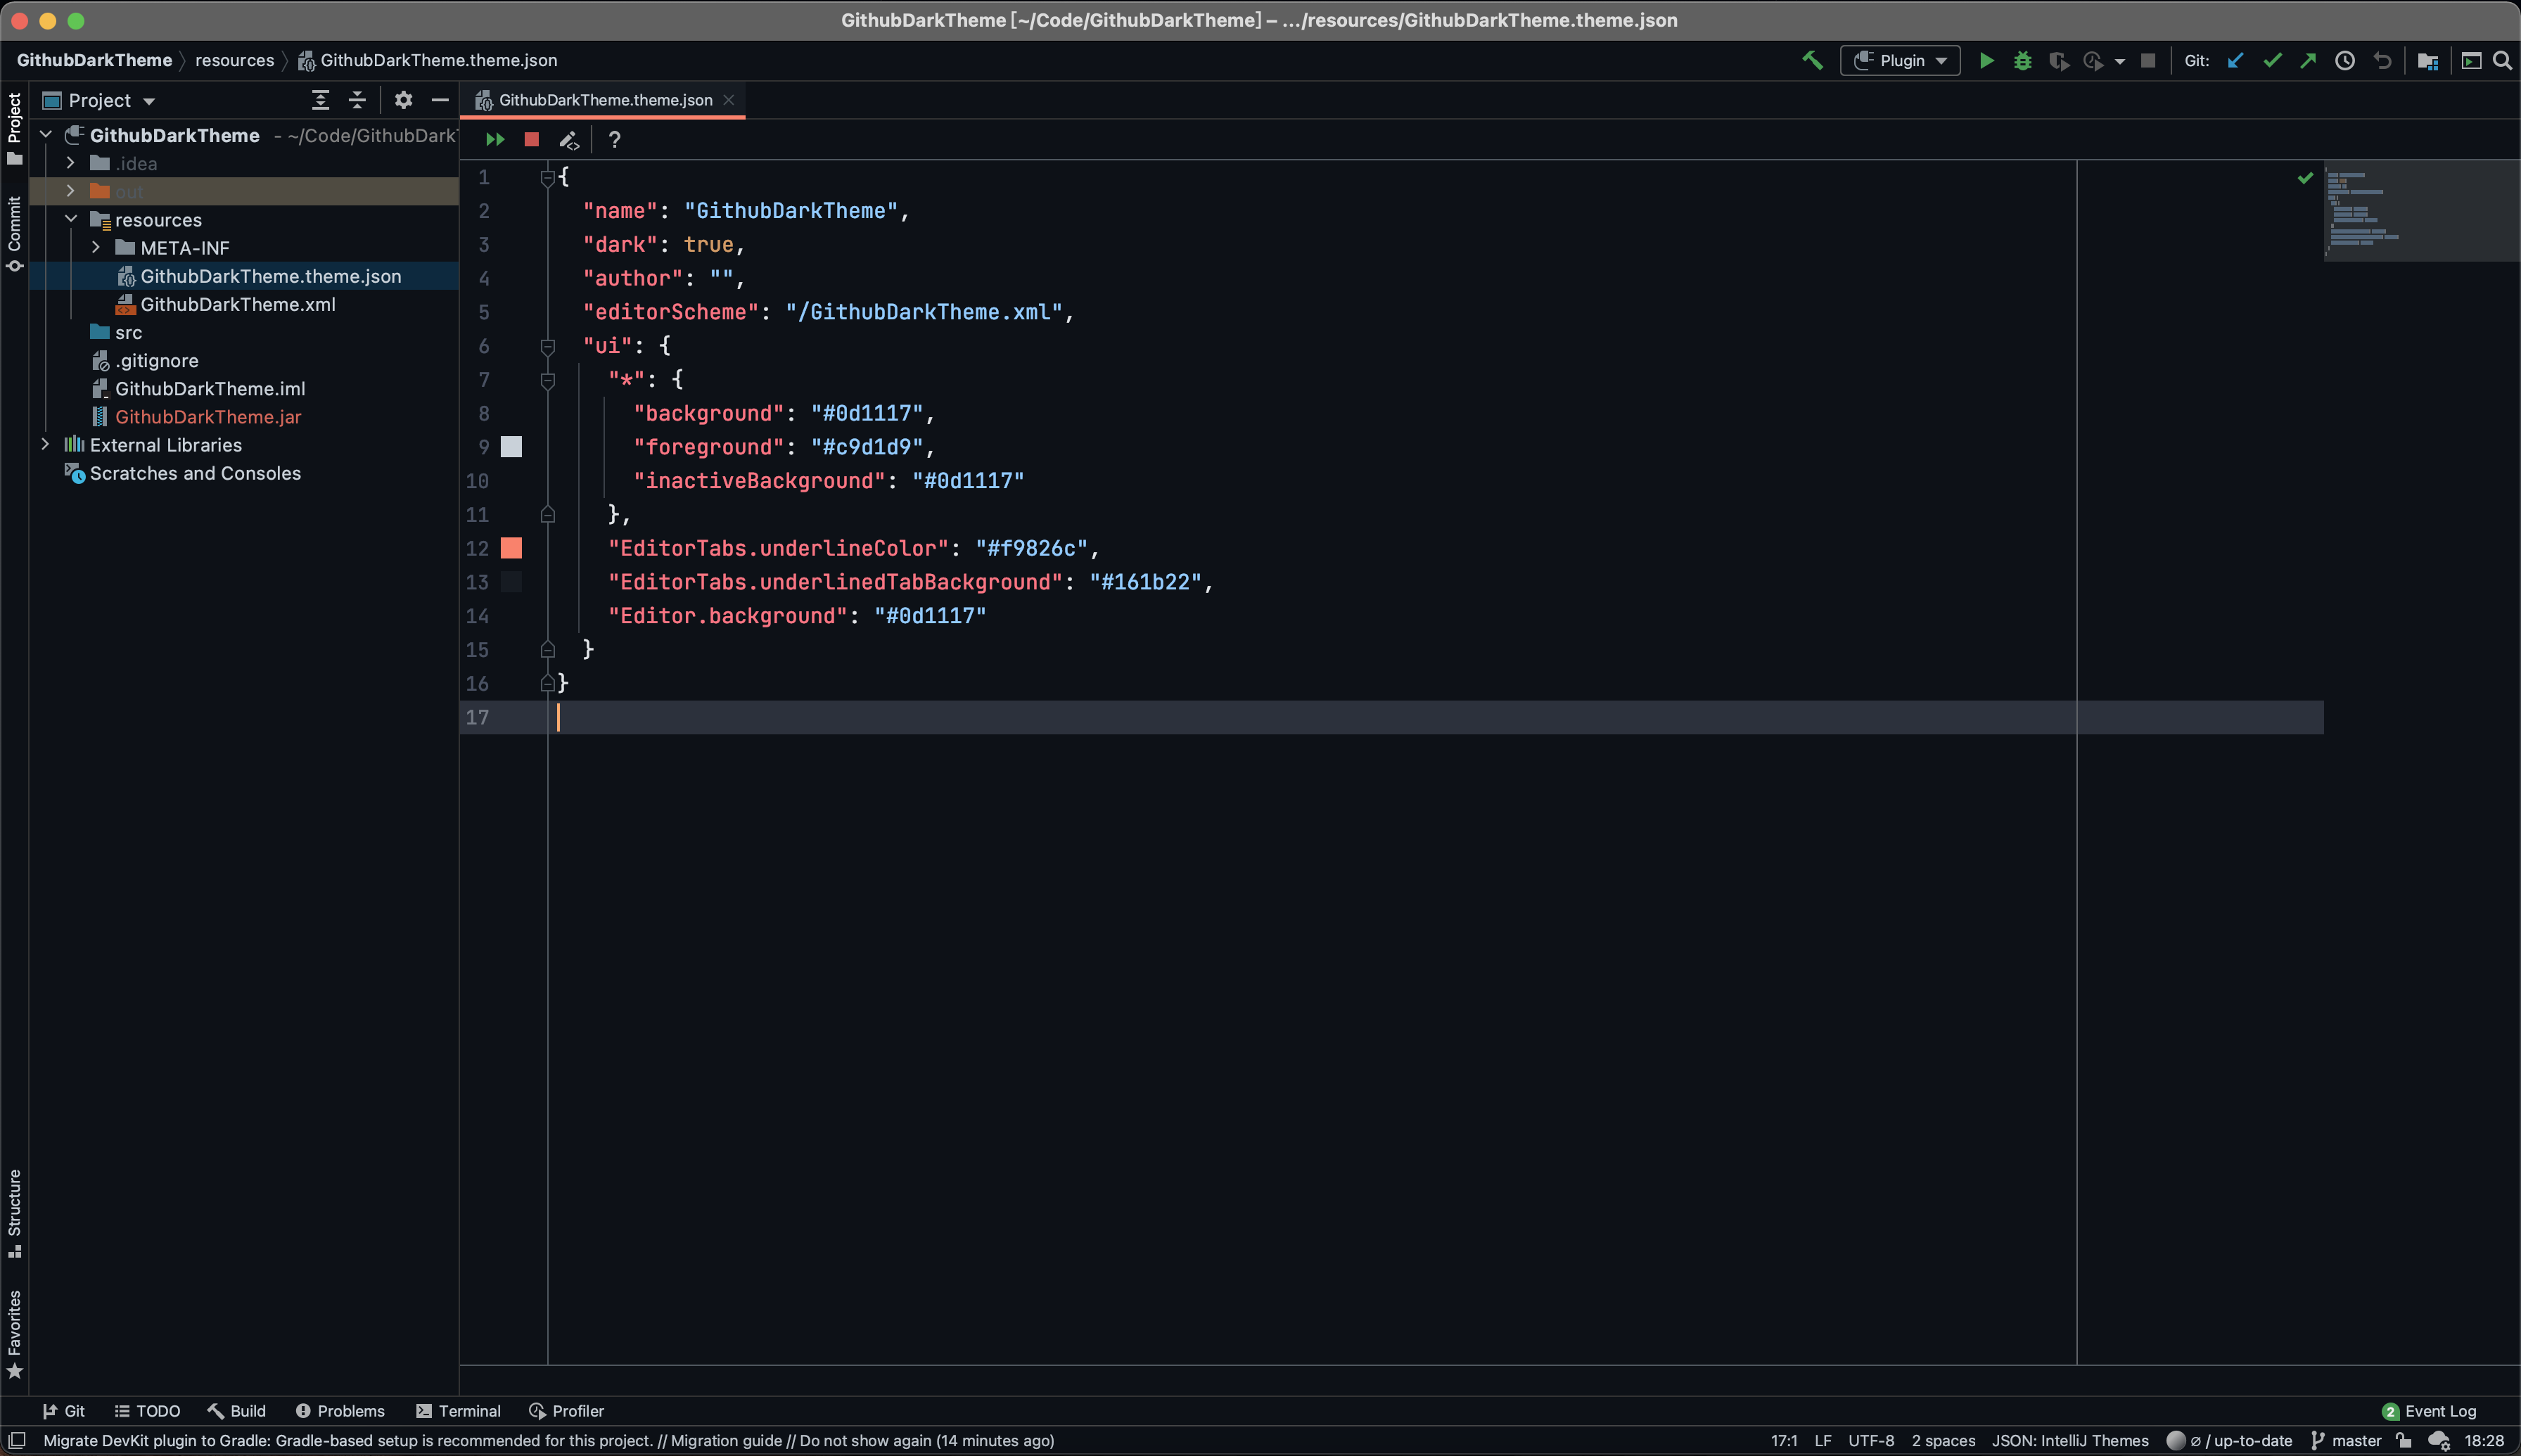 GithubDarkTheme [~/Code/GithubDarkTheme] – .../resources/GithubDarkTheme.theme.json
GithubDarkTheme resources GithubDarkTheme.theme.json
Plugin Git:
Project
GithubDarkTheme.theme.json
?
Project
Commit
Structure
Favorites
GithubDarkTheme - ~/Code/GithubDarkT
.idea
out
resources
META-INF
GithubDarkTheme.theme.json
GithubDarkTheme.xml
src
.gitignore
GithubDarkTheme.iml
GithubDarkTheme.jar
External Libraries
Scratches and Consoles
1 {
2 "name": "GithubDarkTheme",
3 "dark": true,
4 "author": "",
5 "editorScheme": "/GithubDarkTheme.xml",
6 "ui": {
7 "*": {
8 "background": "#0d1117",
9 "foreground": "#c9d1d9",
10 "inactiveBackground": "#0d1117"
11 },
12 "EditorTabs.underlineColor": "#f9826c",
13 "EditorTabs.underlinedTabBackground": "#161b22",
14 "Editor.background": "#0d1117"
15 }
16 }
17
Git TODO Build Problems Terminal Profiler 2 Event Log
Migrate DevKit plugin to Gradle: Gradle-based setup is recommended for this project. // Migration guide // Do not show again (14 minutes ago) 17:1 LF UTF-8 2 spaces JSON: IntelliJ Themes ∅ / up-to-date master 18:28